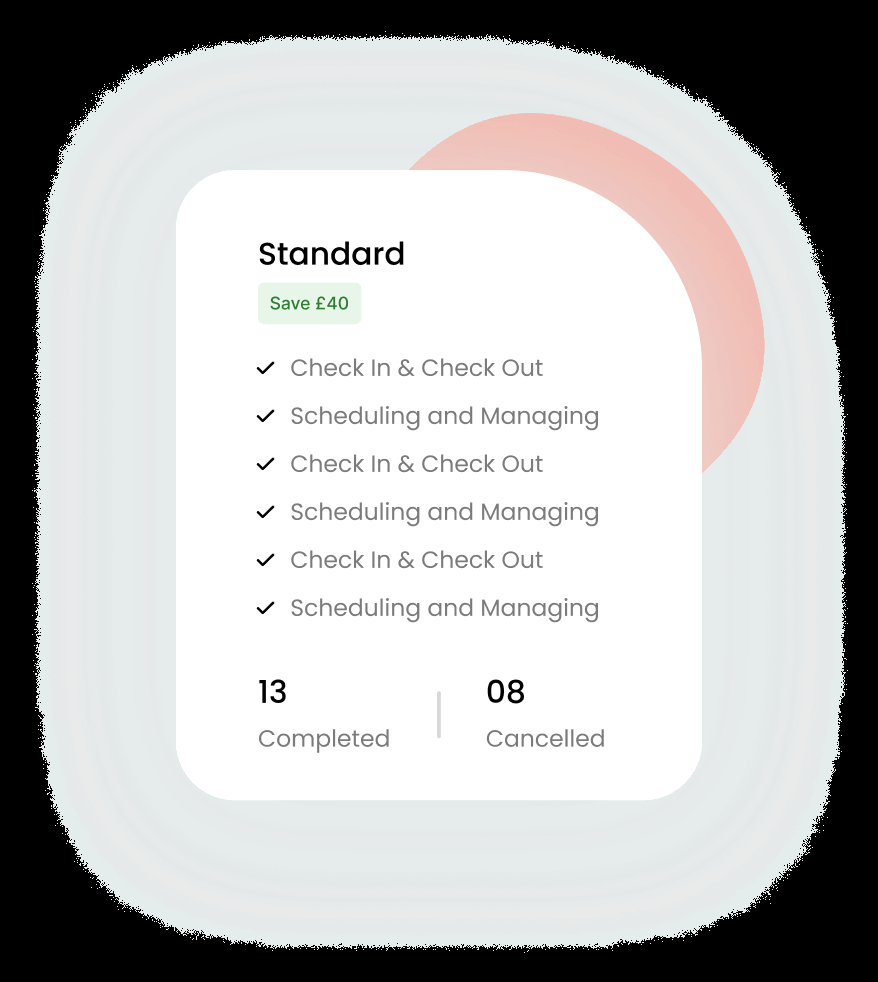 Standard
Save £40
Check In & Check Out
Scheduling and Managing
Check In & Check Out
Scheduling and Managing
Check In & Check Out
Scheduling and Managing
13
08
Completed
Cancelled